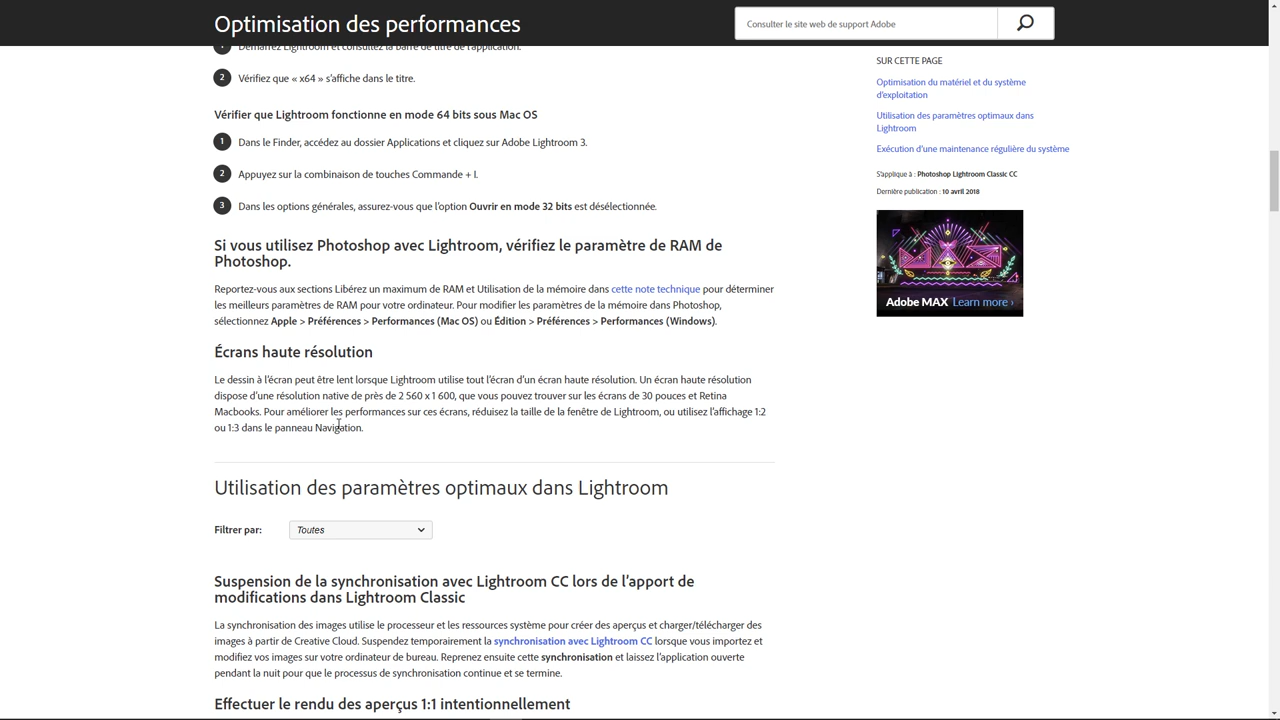 Optimisation des performances
Consulter le site web de support Adobe
1 Démarrez Lightroom et consultez la barre de titre de l'application.
2 Vérifiez que « x64 » s'affiche dans le titre.
Vérifier que Lightroom fonctionne en mode 64 bits sous Mac OS
1 Dans le Finder, accédez au dossier Applications et cliquez sur Adobe Lightroom 3.
2 Appuyez sur la combinaison de touches Commande + I.
3 Dans les options générales, assurez-vous que l'option Ouvrir en mode 32 bits est désélectionnée.
Si vous utilisez Photoshop avec Lightroom, vérifiez le paramètre de RAM de
Photoshop.
Reportez-vous aux sections Libérez un maximum de RAM et Utilisation de la mémoire dans cette note technique pour déterminer
les meilleurs paramètres de RAM pour votre ordinateur. Pour modifier les paramètres de la mémoire dans Photoshop,
sélectionnez Apple > Préférences > Performances (Mac OS) ou Édition > Préférences > Performances (Windows).
Écrans haute résolution
Le dessin à l'écran peut être lent lorsque Lightroom utilise tout l'écran d'un écran haute résolution. Un écran haute résolution
dispose d'une résolution native de près de 2 560 x 1 600, que vous pouvez trouver sur les écrans de 30 pouces et Retina
Macbooks. Pour améliorer les performances sur ces écrans, réduisez la taille de la fenêtre de Lightroom, ou utilisez l'affichage 1:2
ou 1:3 dans le panneau Navigation.
Utilisation des paramètres optimaux dans Lightroom
Filtrer par: Toutes
Suspension de la synchronisation avec Lightroom CC lors de l'apport de
modifications dans Lightroom Classic
La synchronisation des images utilise le processeur et les ressources système pour créer des aperçus et charger/télécharger des
images à partir de Creative Cloud. Suspendez temporairement la synchronisation avec Lightroom CC lorsque vous importez et
modifiez vos images sur votre ordinateur de bureau. Reprenez ensuite cette synchronisation et laissez l'application ouverte
pendant la nuit pour que le processus de synchronisation continue et se termine.
Effectuer le rendu des aperçus 1:1 intentionnellement
SUR CETTE PAGE
Optimisation du matériel et du système
d'exploitation
Utilisation des paramètres optimaux dans
Lightroom
Exécution d'une maintenance régulière du système
S'applique à : Photoshop Lightroom Classic CC
Dernière publication : 10 avril 2018
Adobe MAX Learn more ›